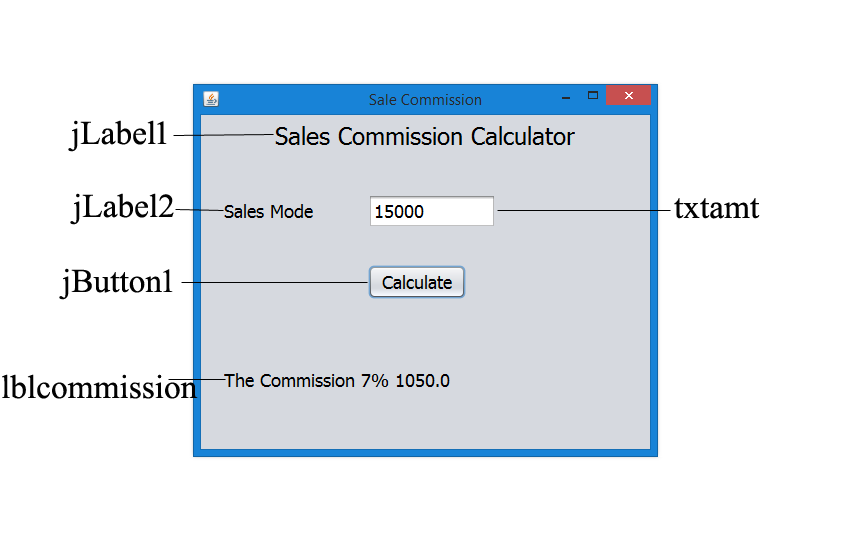 Sale Commission
jLabel1
Sales Commission Calculator
jLabel2
Sales Mode
15000
txtamt
jButton1
Calculate
lblcommission
The Commission 7% 1050.0